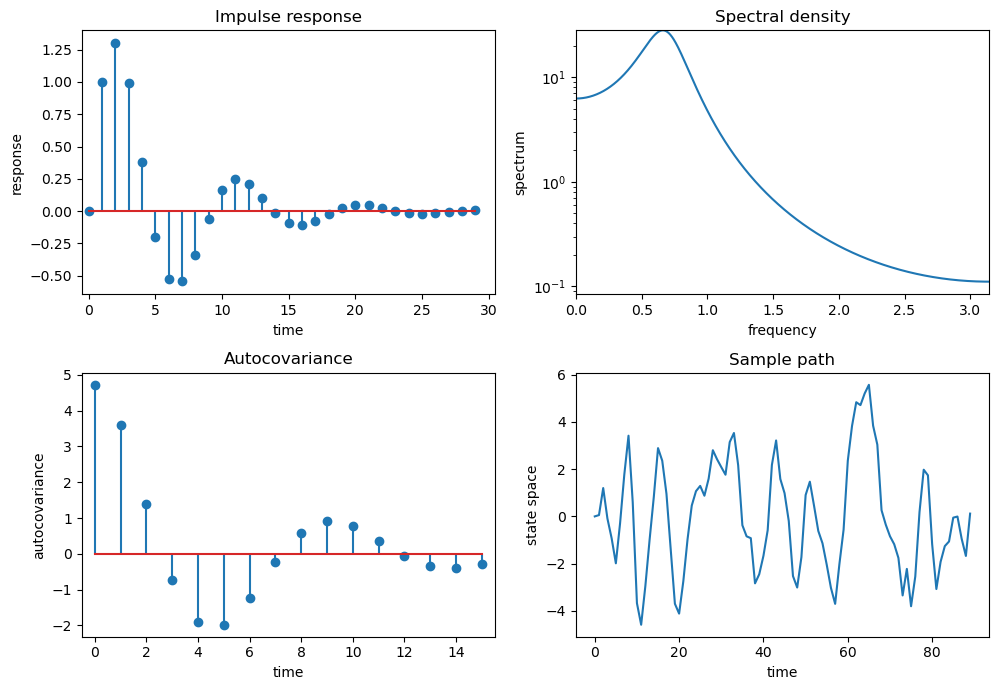 Impulse response
1.25
1.00
0.75
0.50
0.25
0.00
−0.25
−0.50
response
0 5 10 15 20 25 30
time
Spectral density
10¹
10⁰
10⁻¹
spectrum
0.0 0.5 1.0 1.5 2.0 2.5 3.0
frequency
Autocovariance
5
4
3
2
1
0
−1
−2
autocovariance
0 2 4 6 8 10 12 14
time
Sample path
6
4
2
0
−2
−4
state space
0 20 40 60 80
time